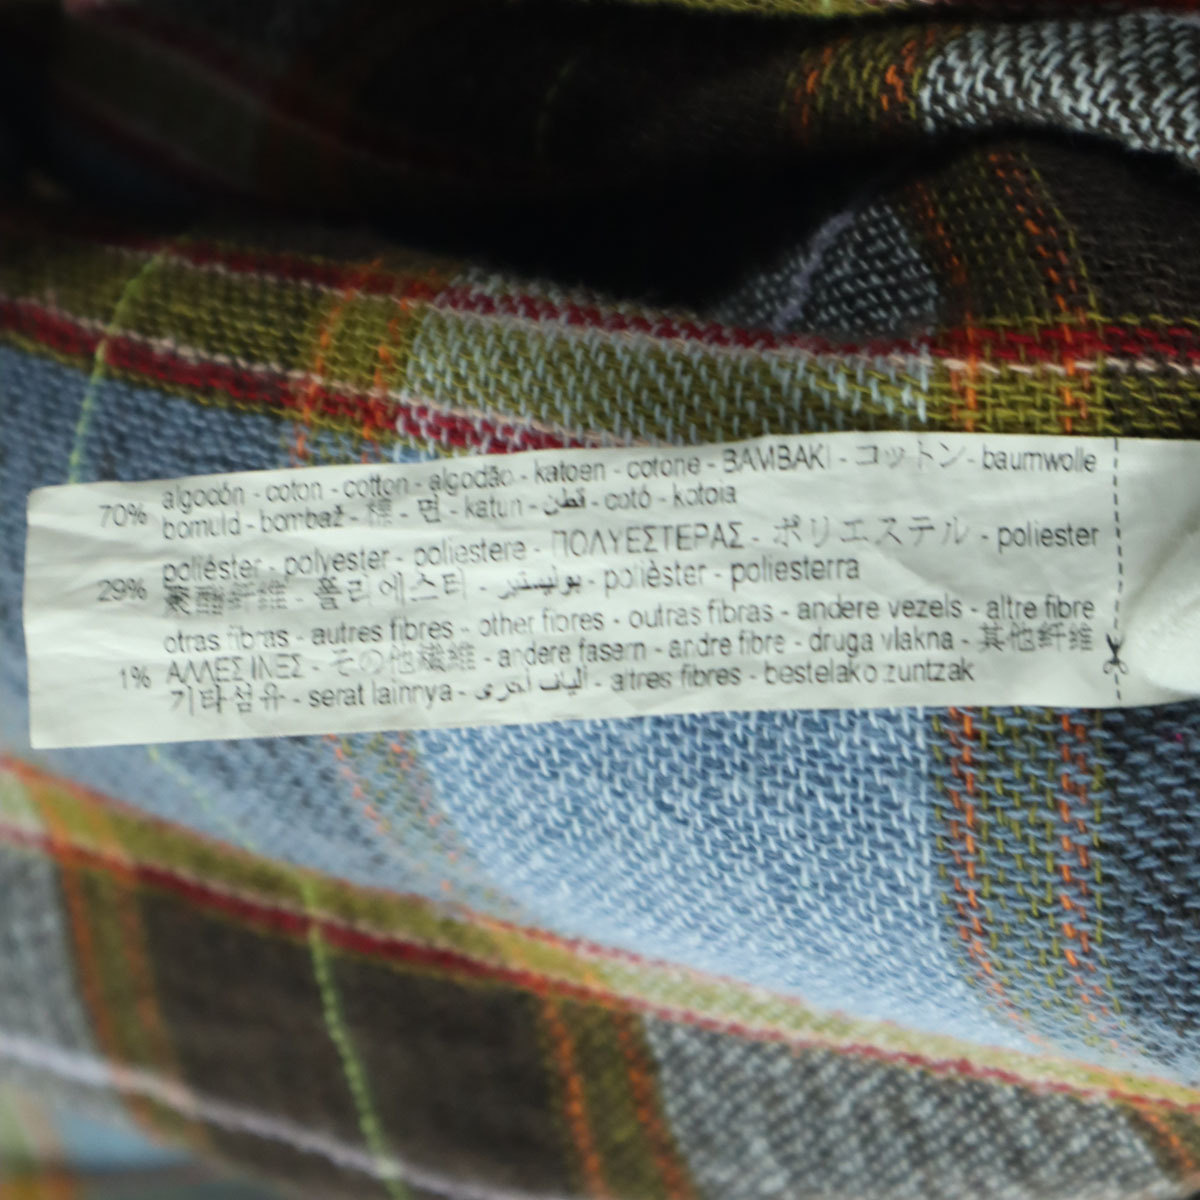 70% algodón - coton - cotton - algodão - katoen - cotone - BAMBAKI - コットン - baumwolle
bomuld - bombaž - 棉 - 면 - katun - قطن - cotó - kotoia
29% poliéster - polyester - poliestere - ΠΟΛΥΕΣΤΕΡΑΣ - ポリエステル - poliester
聚酯纤维 - 폴리에스터 - بوليستير - polièster - poliesterra
otras fibras - autres fibres - other fibres - outras fibras - andere vezels - altre fibre
1% ΑΛΛΕΣ ΙΝΕΣ - その他繊維 - andere fasern - andre fibre - druga vlakna - 其他纤维
기타섬유 - serat lainnya - ألياف أخرى - altres fibres - bestelako zuntzak